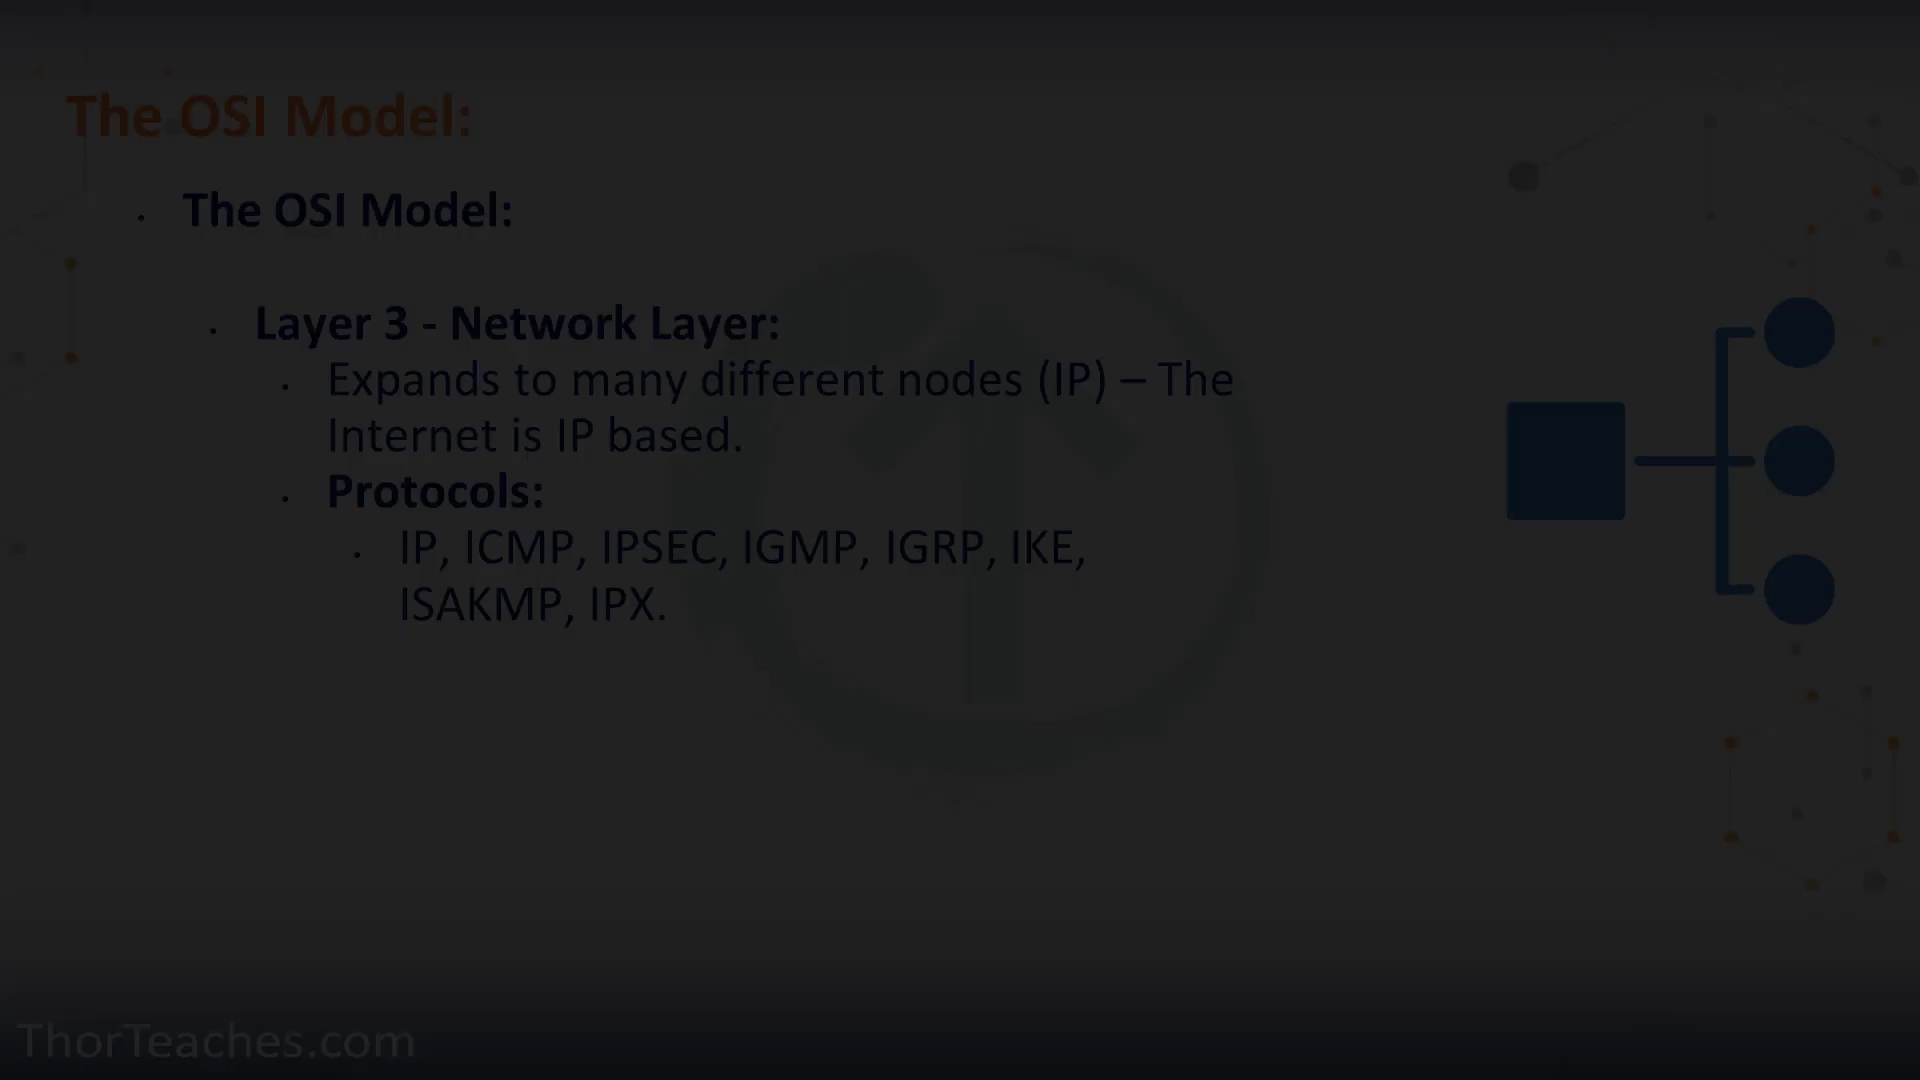 The OSI Model:
The OSI Model:
Layer 3 - Network Layer:
Expands to many different nodes (IP) – The
Internet is IP based.
Protocols:
IP, ICMP, IPSEC, IGMP, IGRP, IKE,
ISAKMP, IPX.
ThorTeaches.com